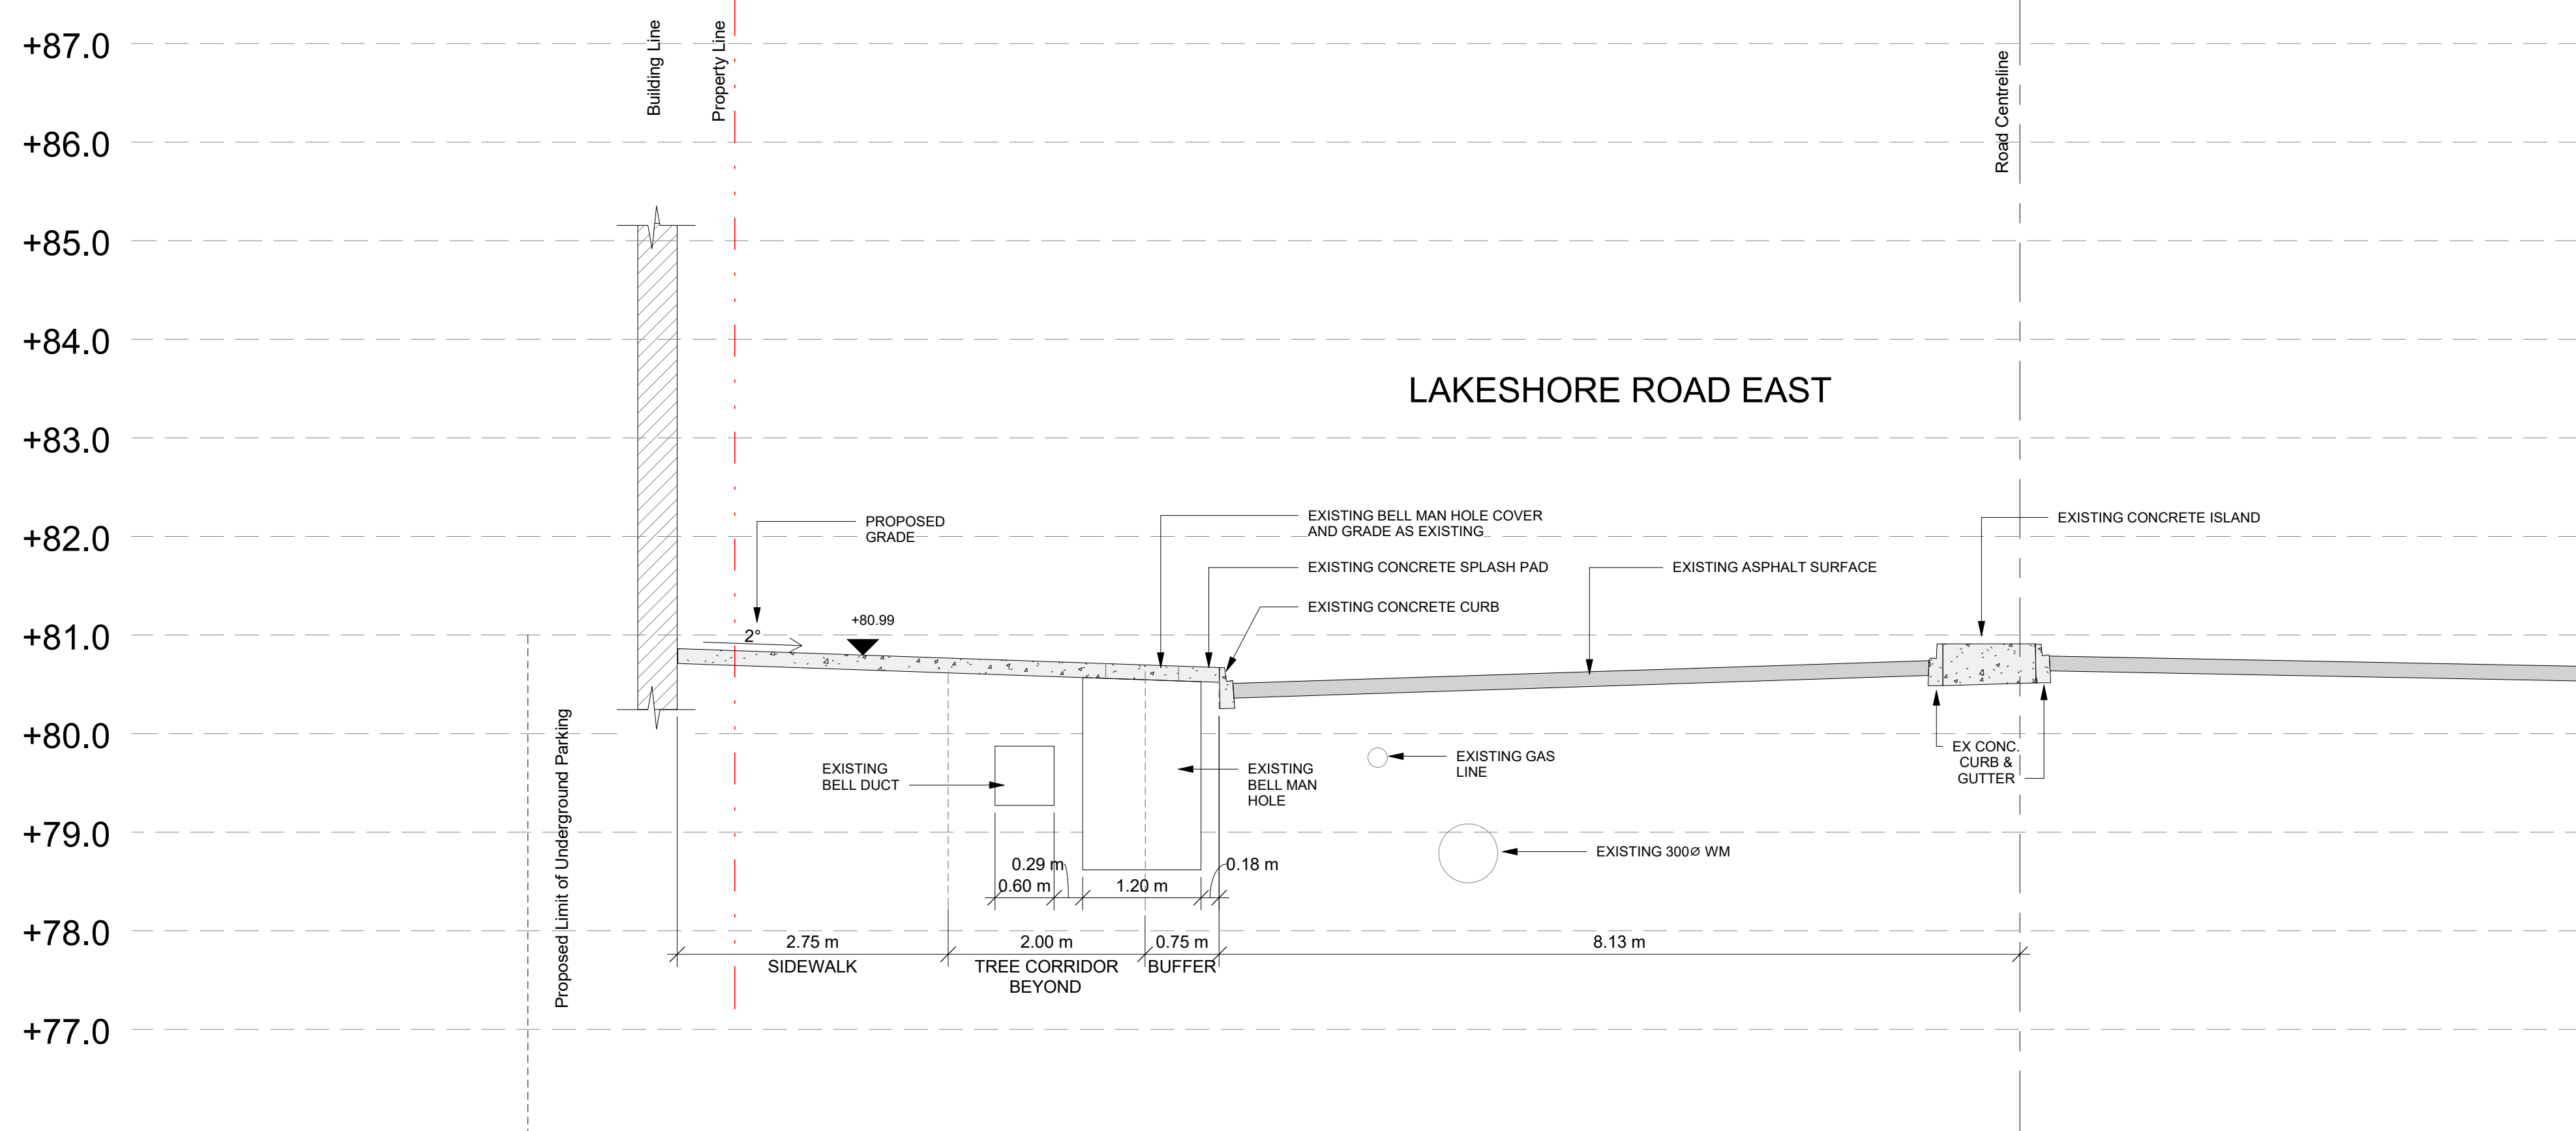 Building Line
Property Line
Road Centreline
+87.0
+86.0
+85.0
+84.0
+83.0
+82.0
+81.0
+80.0
+79.0
+78.0
+77.0
LAKESHORE ROAD EAST
PROPOSED
GRADE
EXISTING BELL MAN HOLE COVER
AND GRADE AS EXISTING
EXISTING CONCRETE SPLASH PAD
EXISTING CONCRETE CURB
EXISTING ASPHALT SURFACE
EXISTING CONCRETE ISLAND
2°
+80.99
Proposed Limit of Underground Parking
EXISTING
BELL DUCT
EXISTING
BELL MAN
HOLE
EXISTING GAS
LINE
EX CONC.
CURB &
GUTTER
EXISTING 300Ø WM
0.29 m
0.18 m
0.60 m
1.20 m
2.75 m
2.00 m
0.75 m
8.13 m
SIDEWALK
TREE CORRIDOR
BEYOND
BUFFER